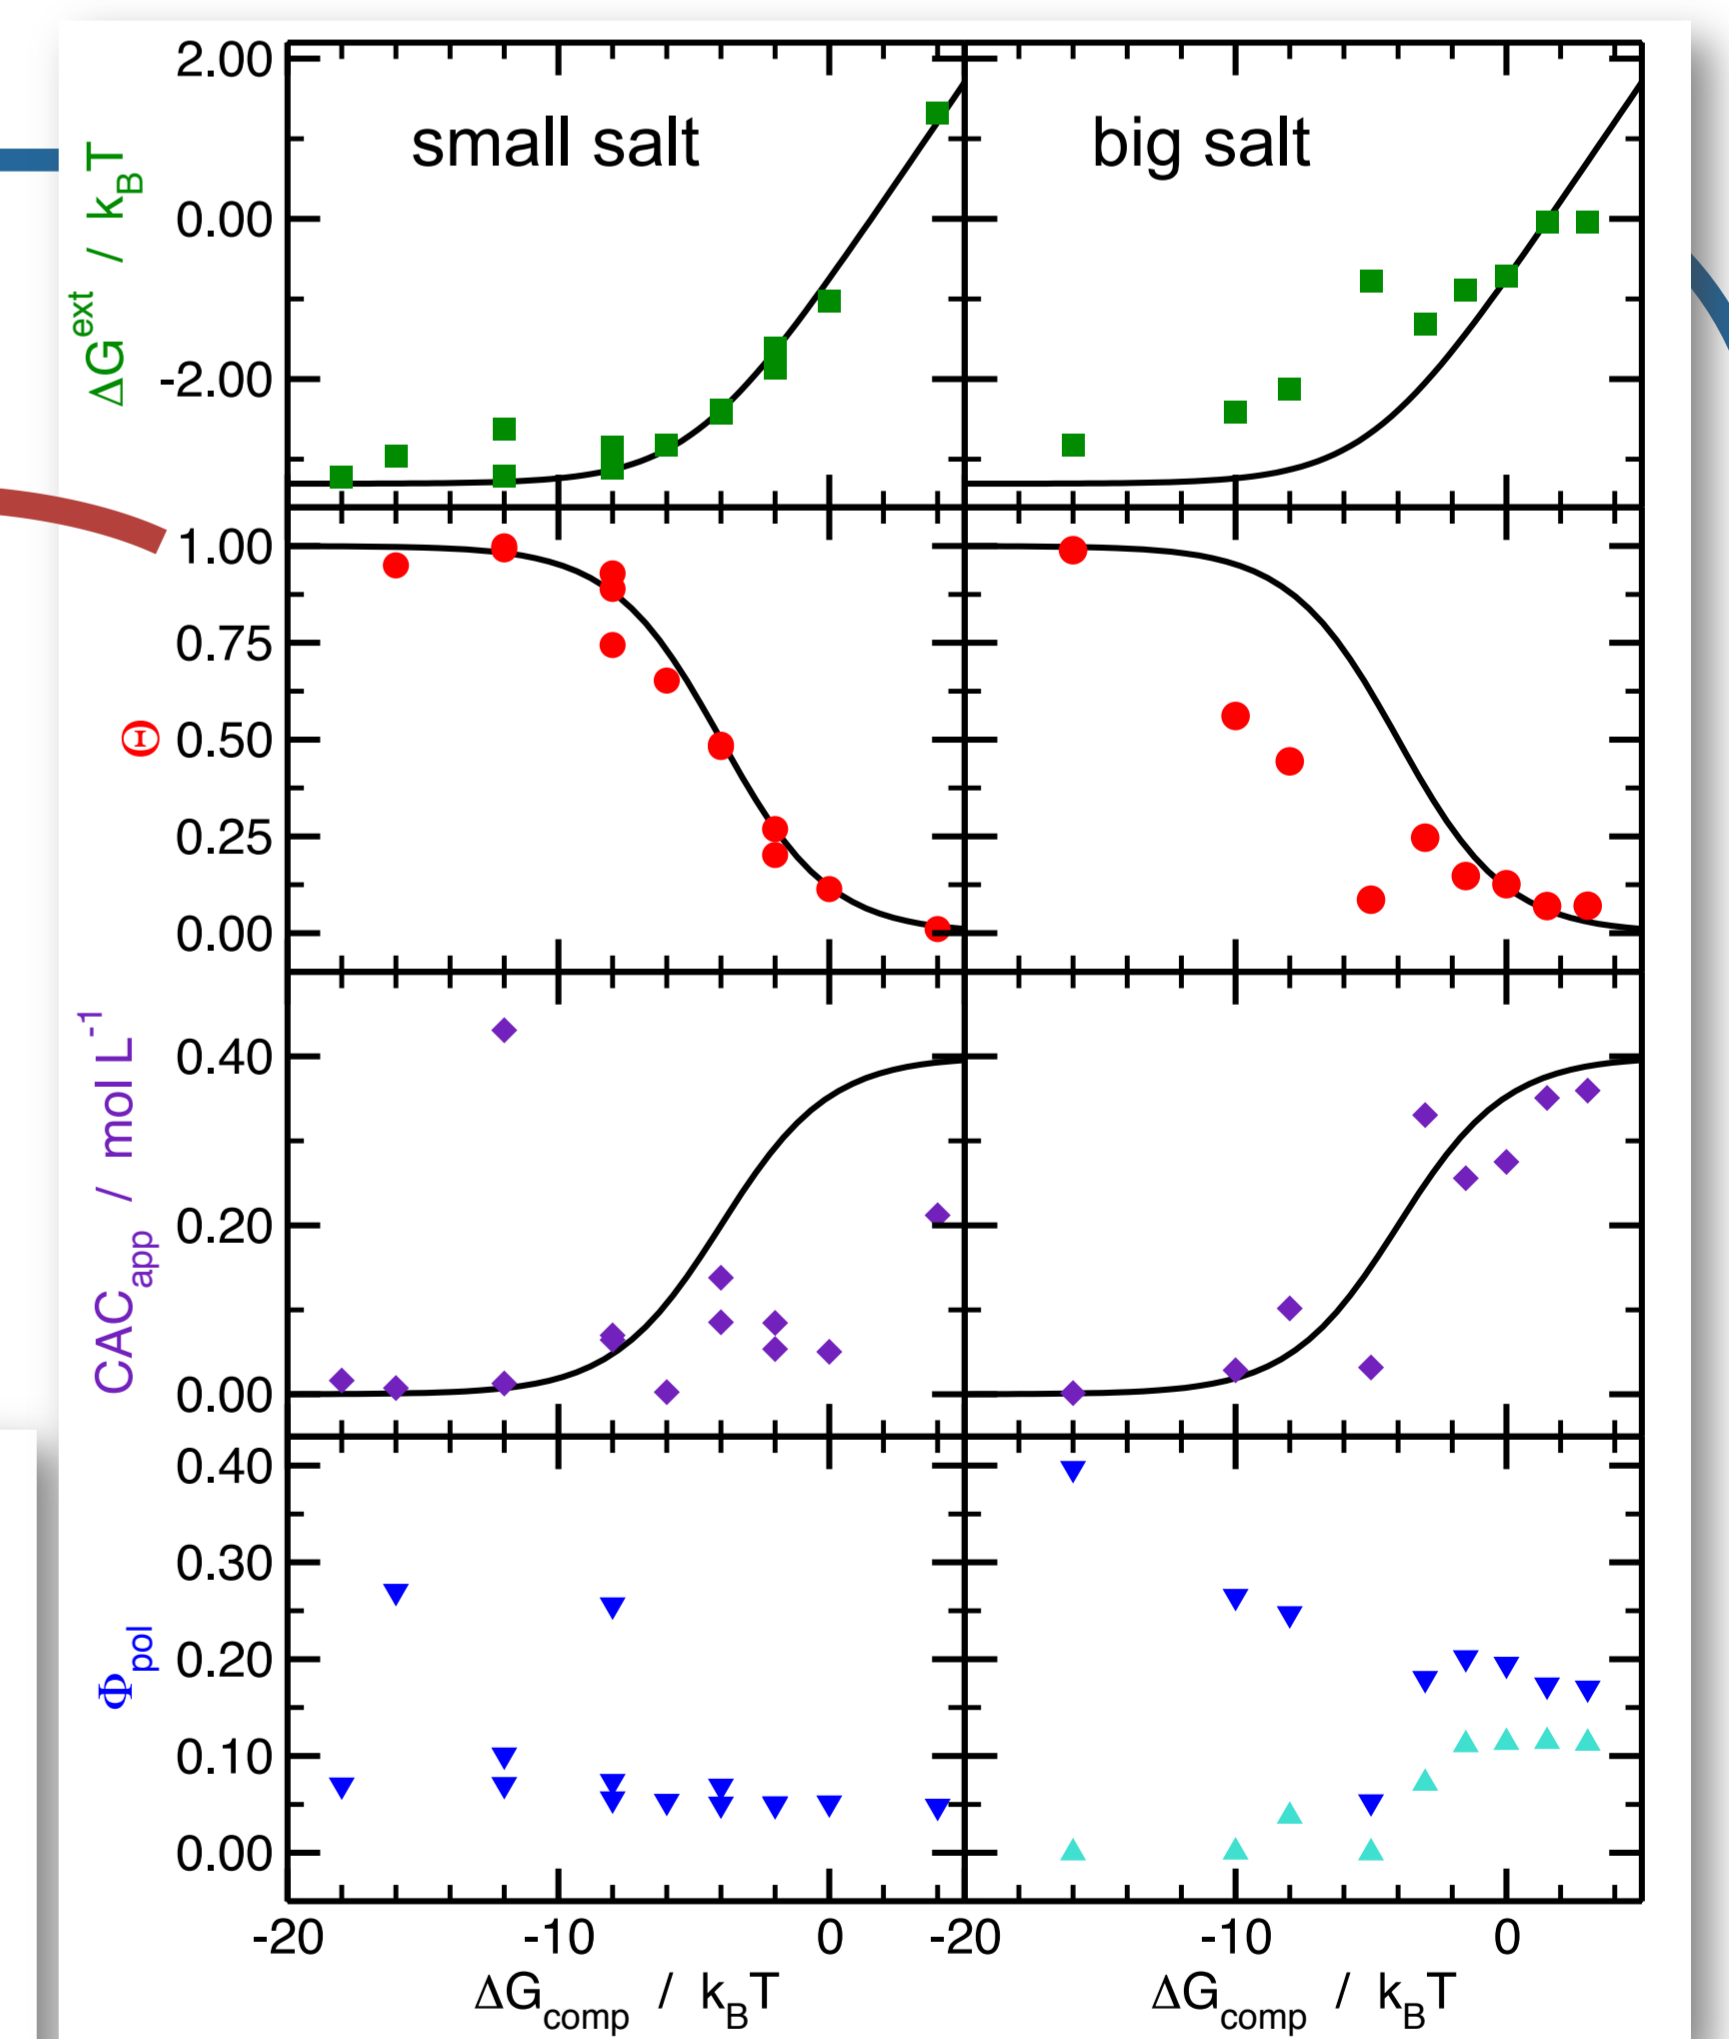 small salt
big salt
ΔG^ext / k_BT
2.00
0.00
-2.00
Θ
1.00
0.75
0.50
0.25
0.00
CAC_app / mol L^-1
0.40
0.20
0.00
Φ_pol
0.40
0.30
0.20
0.10
0.00
-20 -10 0 -20 -10 0
ΔG_comp / k_BT ΔG_comp / k_BT